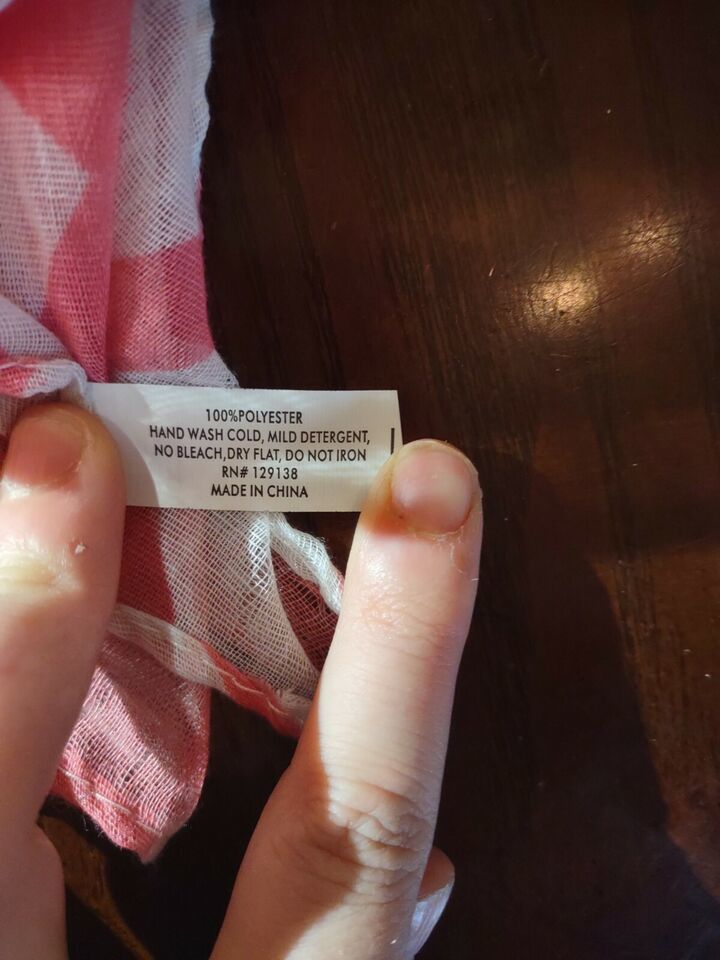 100%POLYESTER
HAND WASH COLD, MILD DETERGENT,
NO BLEACH,DRY FLAT, DO NOT IRON
RN# 129138
MADE IN CHINA